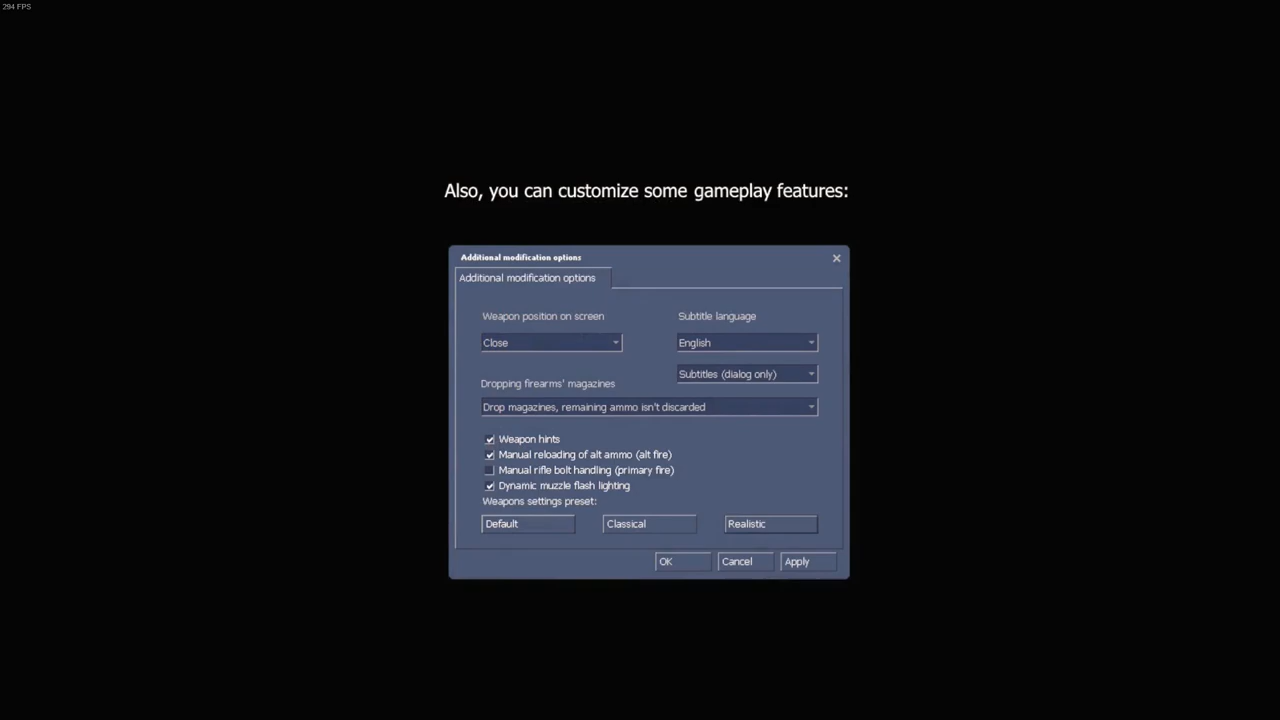 294 FPS
Also, you can customize some gameplay features:
Additional modification options
Additional modification options
Weapon position on screen
Subtitle language
Close
English
Subtitles (dialog only)
Dropping firearms' magazines
Drop magazines, remaining ammo isn't discarded
Weapon hints
Manual reloading of alt ammo (alt fire)
Manual rifle bolt handling (primary fire)
Dynamic muzzle flash lighting
Weapons settings preset:
Default
Classical
Realistic
OK
Cancel
Apply